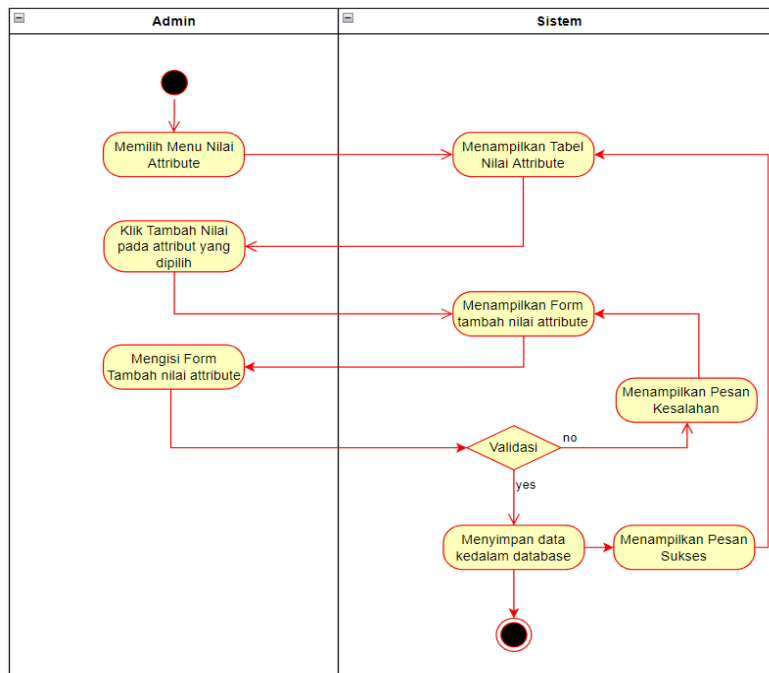 Admin
Sistem
Memilih Menu Nilai
Attribute
Menampilkan Tabel
Nilai Attribute
Klik Tambah Nilai
pada attribut yang
dipilih
Menampilkan Form
tambah nilai attribute
Mengisi Form
Tambah nilai attribute
Menampilkan Pesan
Kesalahan
Validasi
no
yes
Menyimpan data
kedalam database
Menampilkan Pesan
Sukses